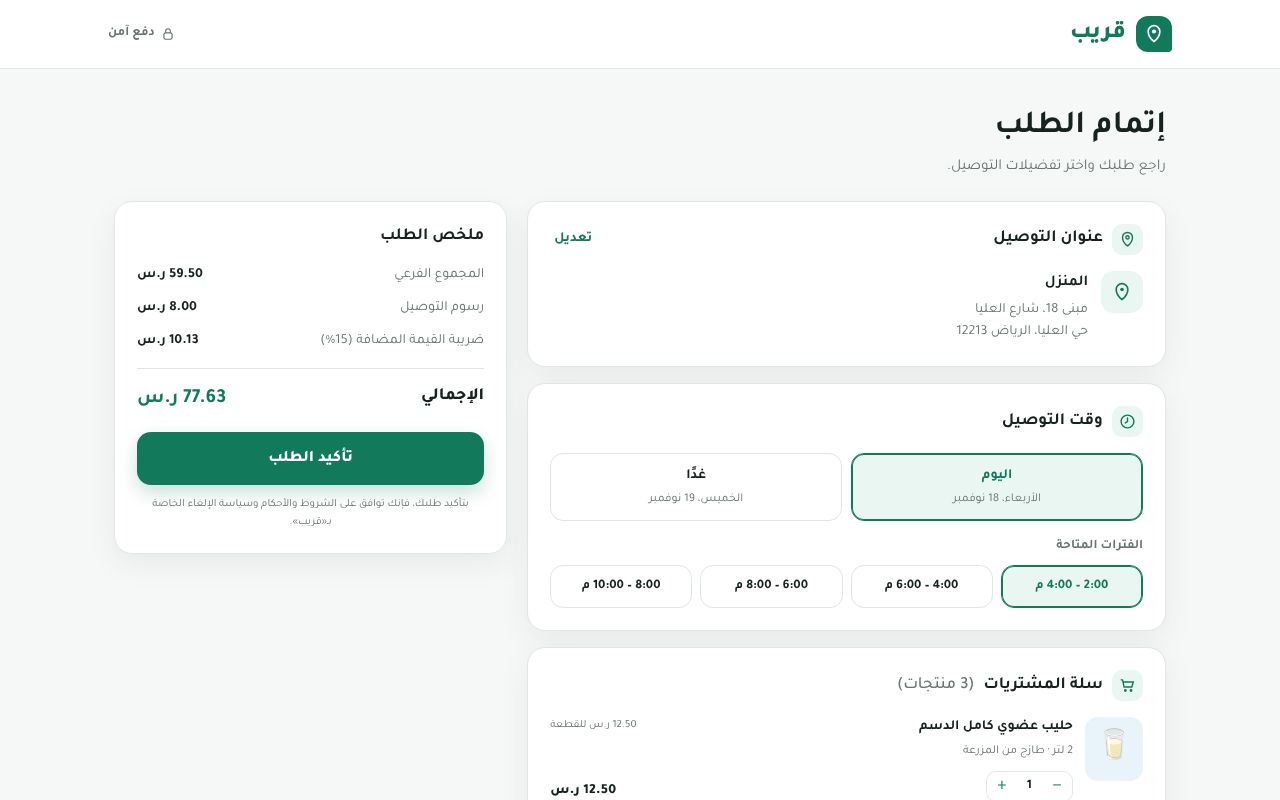 قريب
دفع آمن
إتمام الطلب
راجع طلبك واختر تفضيلات التوصيل.
عنوان التوصيل
تعديل
المنزل
مبنى 18، شارع العليا
حي العليا، الرياض 12213
وقت التوصيل
اليوم
الأربعاء، 18 نوفمبر
غدًا
الخميس، 19 نوفمبر
الفترات المتاحة
2:00 – 4:00 م
4:00 – 6:00 م
6:00 – 8:00 م
8:00 – 10:00 م
سلة المشتريات (3 منتجات)
حليب عضوي كامل الدسم
12.50 ر.س للقطعة
2 لتر · طازج من المزرعة
− 1 +
12.50 ر.س
ملخص الطلب
المجموع الفرعي 59.50 ر.س
رسوم التوصيل 8.00 ر.س
ضريبة القيمة المضافة (15%) 10.13 ر.س
الإجمالي 77.63 ر.س
تأكيد الطلب
بتأكيد طلبك، فإنك توافق على الشروط والأحكام وسياسة الإلغاء الخاصة
بـ«قريب».